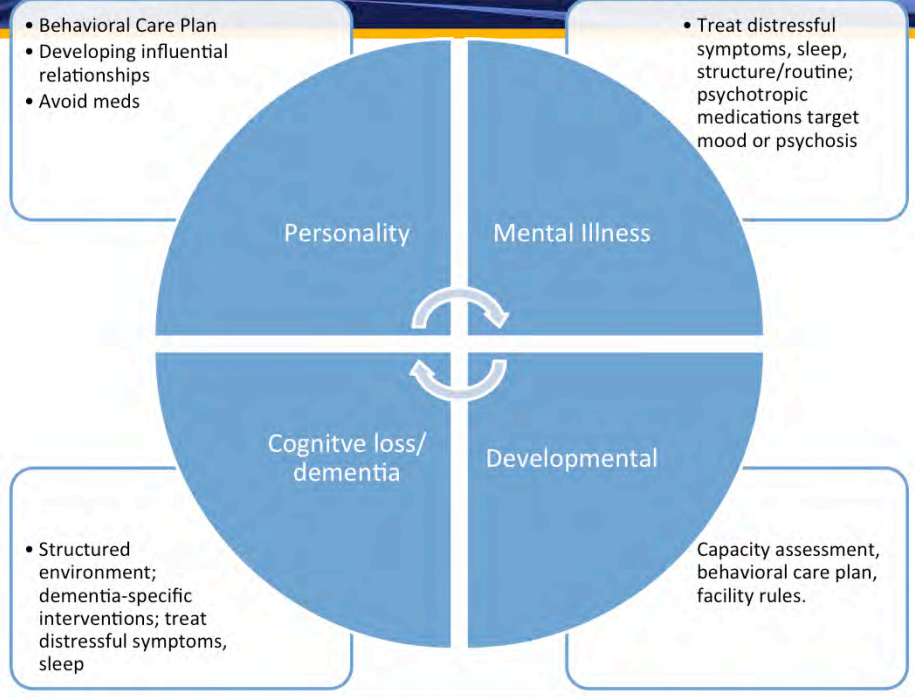 • Behavioral Care Plan
• Developing influential
relationships
• Avoid meds
• Treat distressful
symptoms, sleep,
structure/routine;
psychotropic
medications target
mood or psychosis
Personality
Mental Illness
Cognitve loss/
dementia
Developmental
• Structured
environment;
dementia-specific
interventions; treat
distressful symptoms,
sleep
Capacity assessment,
behavioral care plan,
facility rules.